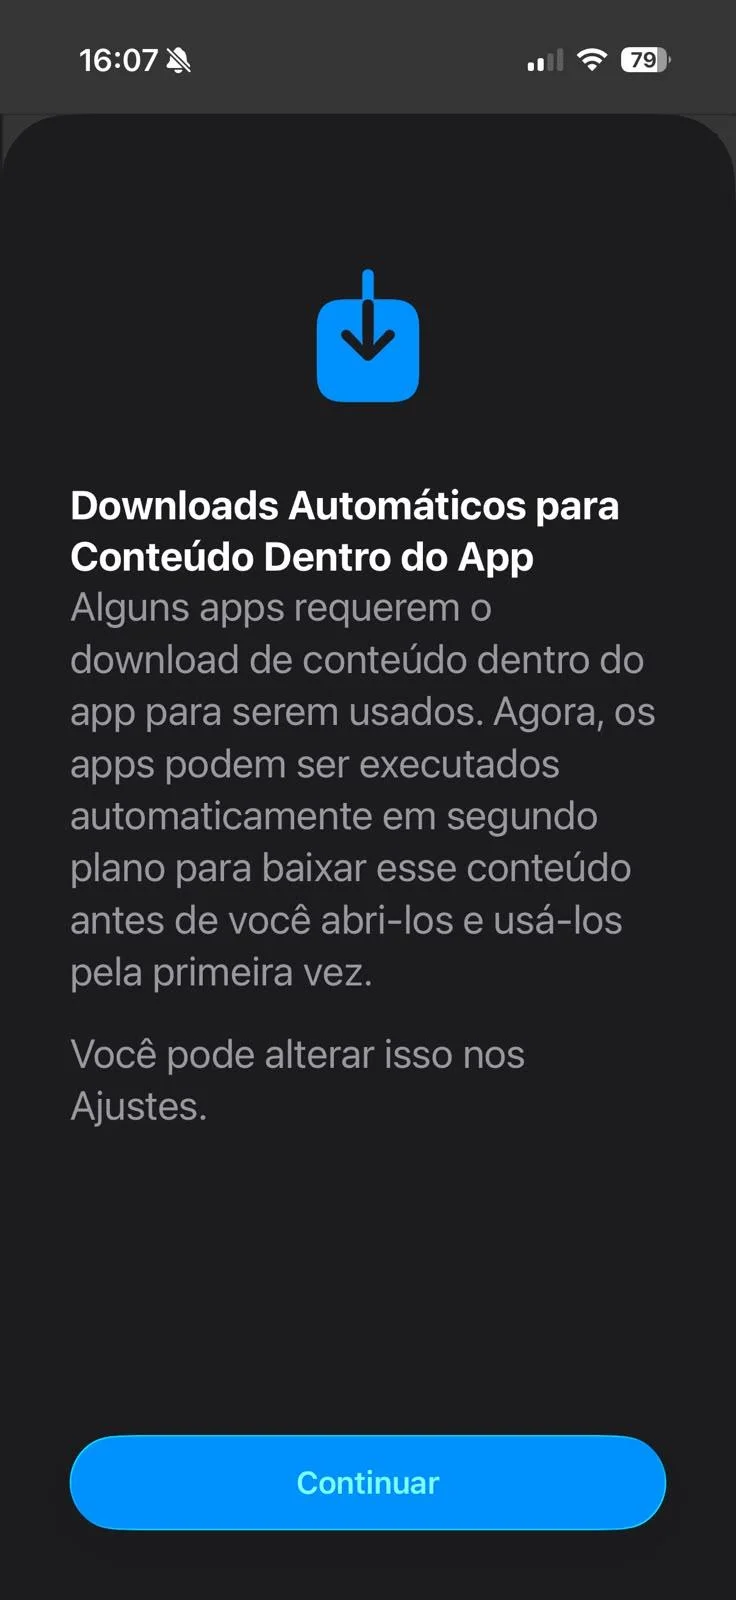 16:07
79
Downloads Automáticos para
Conteúdo Dentro do App
Alguns apps requerem o
download de conteúdo dentro do
app para serem usados. Agora, os
apps podem ser executados
automaticamente em segundo
plano para baixar esse conteúdo
antes de você abri-los e usá-los
pela primeira vez.
Você pode alterar isso nos
Ajustes.
Continuar